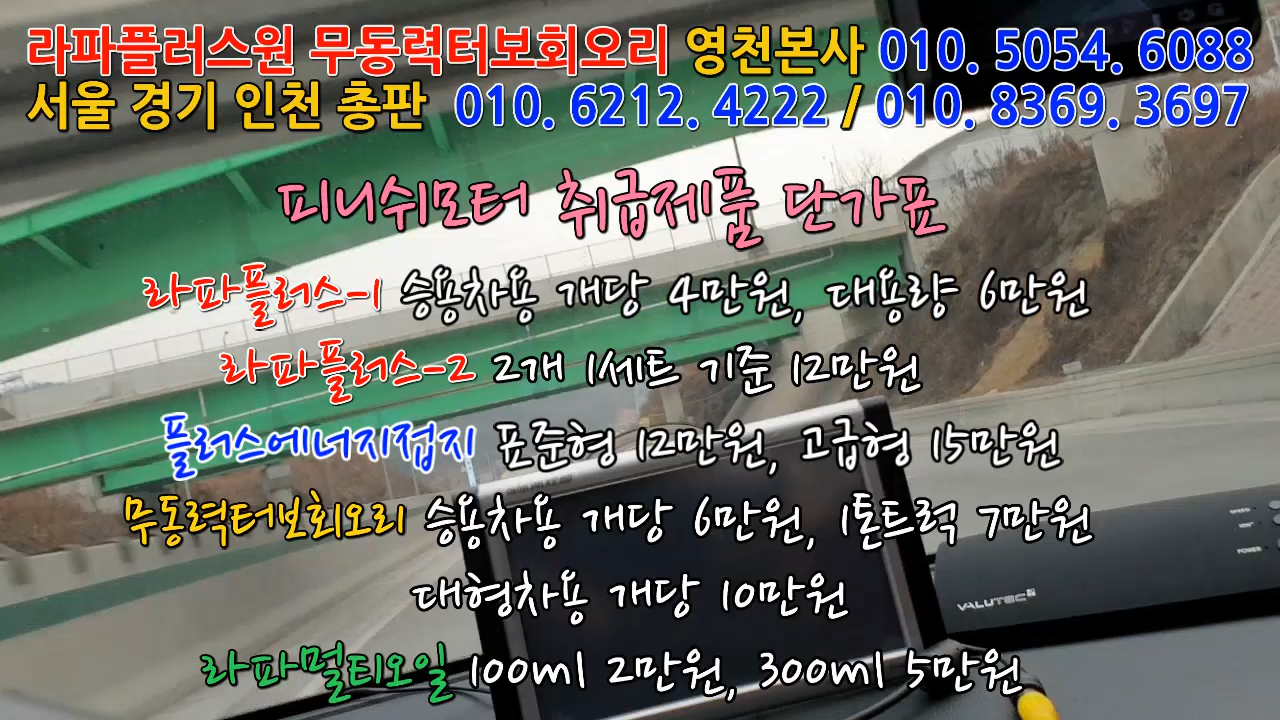 라파플러스원 무동력터보회오리 영천본사 010. 5054. 6088
서울 경기 인천 총판 010. 6212. 4222 / 010. 8369. 3697
피니쉬모터 취급제품 단가표
라파플러스-1 승용차용 개당 4만원, 대용량 6만원
라파플러스-2 2개 1세트 기준 12만원
플러스에너지접지 표준형 12만원, 고급형 15만원
무동력터보회오리 승용차용 개당 6만원, 1톤트럭 7만원
대형차용 개당 10만원
라파멀티오일 100ml 2만원, 300ml 5만원
VALUTEC
POWER